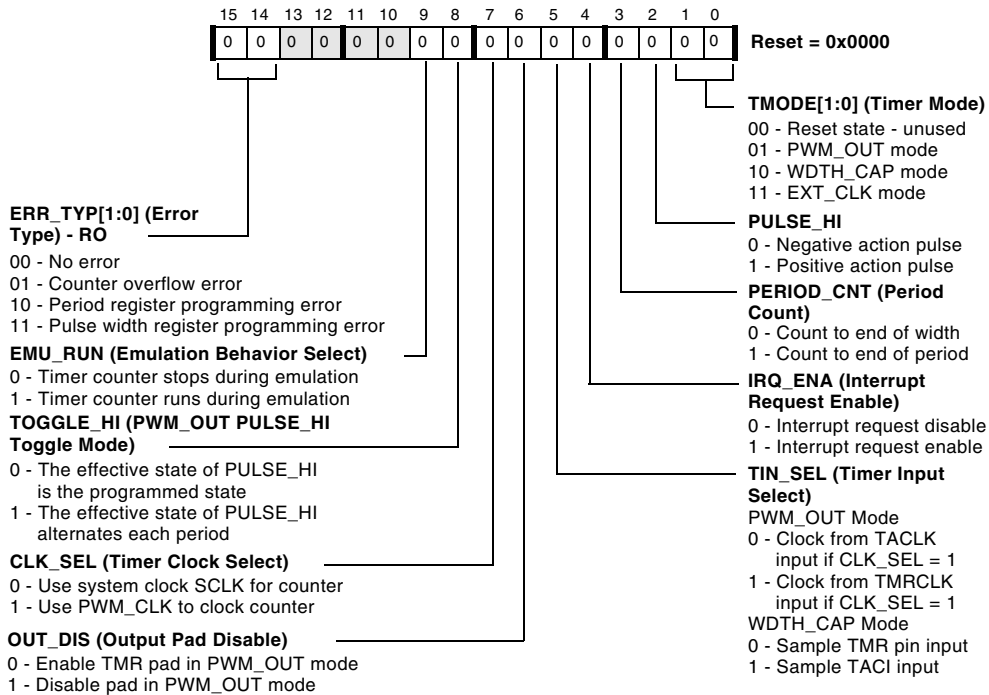 15 14 13 12 11 10 9 8 7 6 5 4 3 2 1 0
0 0 0 0 0 0 0 0 0 0 0 0 0 0 0 0
Reset = 0x0000
ERR_TYP[1:0] (Error
Type) - RO
00 - No error
01 - Counter overflow error
10 - Period register programming error
11 - Pulse width register programming error
EMU_RUN (Emulation Behavior Select)
0 - Timer counter stops during emulation
1 - Timer counter runs during emulation
TOGGLE_HI (PWM_OUT PULSE_HI
Toggle Mode)
0 - The effective state of PULSE_HI
is the programmed state
1 - The effective state of PULSE_HI
alternates each period
CLK_SEL (Timer Clock Select)
0 - Use system clock SCLK for counter
1 - Use PWM_CLK to clock counter
OUT_DIS (Output Pad Disable)
0 - Enable TMR pad in PWM_OUT mode
1 - Disable pad in PWM_OUT mode
TMODE[1:0] (Timer Mode)
00 - Reset state - unused
01 - PWM_OUT mode
10 - WDTH_CAP mode
11 - EXT_CLK mode
PULSE_HI
0 - Negative action pulse
1 - Positive action pulse
PERIOD_CNT (Period
Count)
0 - Count to end of width
1 - Count to end of period
IRQ_ENA (Interrupt
Request Enable)
0 - Interrupt request disable
1 - Interrupt request enable
TIN_SEL (Timer Input
Select)
PWM_OUT Mode
0 - Clock from TACLK
input if CLK_SEL = 1
1 - Clock from TMRCLK
input if CLK_SEL = 1
WDTH_CAP Mode
0 - Sample TMR pin input
1 - Sample TACI input